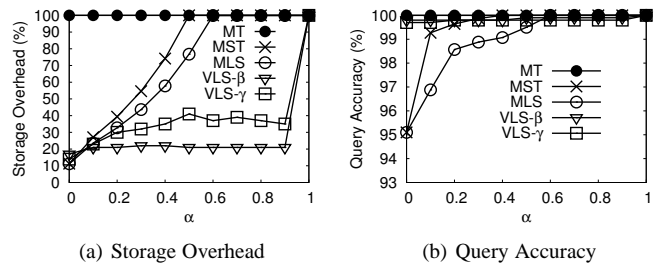 Storage Overhead (%)
100
90
80
70
60
50
40
30
20
10
0
0 0.2 0.4 0.6 0.8 1
α
MT
MST
MLS
VLS-β
VLS-γ
(a) Storage Overhead
Query Accuracy (%)
100
99
98
97
96
95
94
93
0 0.2 0.4 0.6 0.8 1
α
MT
MST
MLS
VLS-β
VLS-γ
(b) Query Accuracy